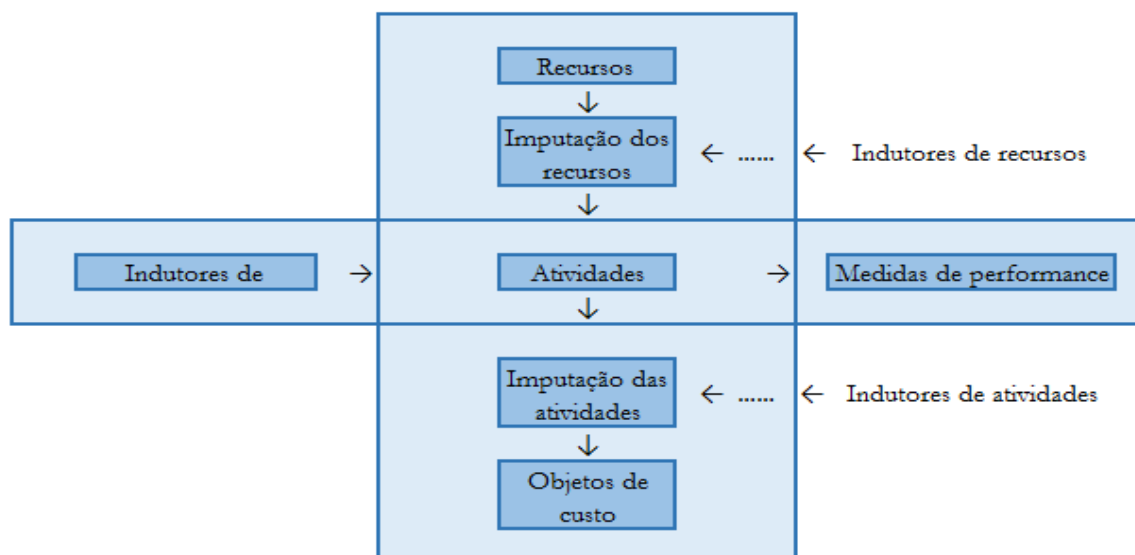 Recursos
↓
Imputação dos
recursos
← ...... ← Indutores de recursos
↓
Indutores de → Atividades → Medidas de performance
↓
Imputação das
atividades
← ...... ← Indutores de atividades
↓
Objetos de
custo